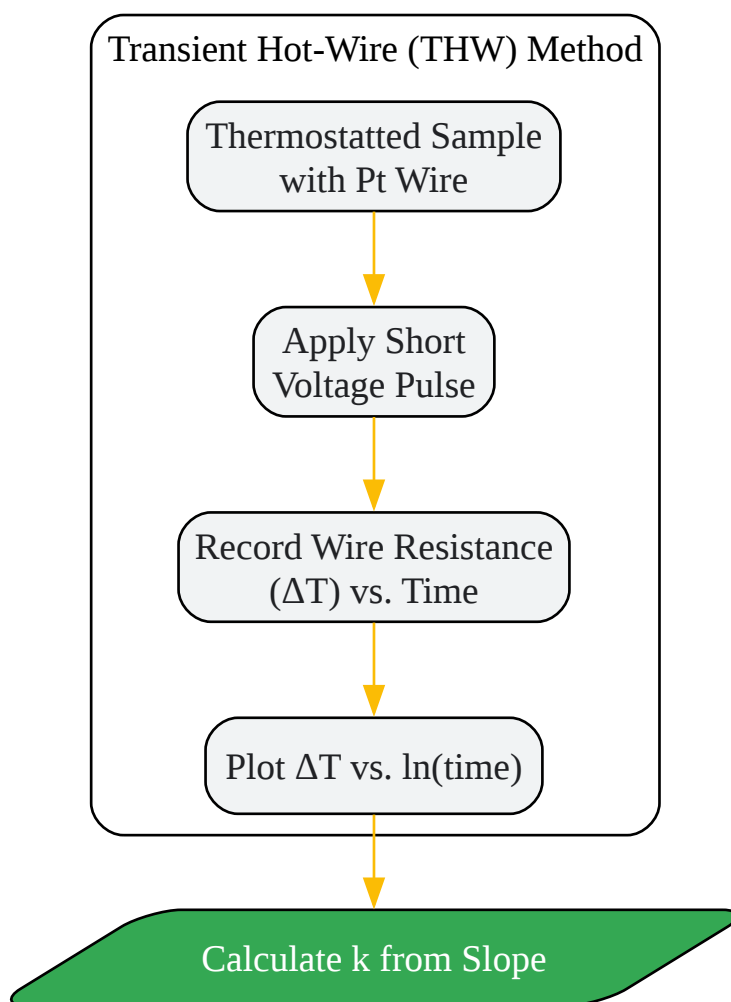 Transient Hot-Wire (THW) Method
Thermostatted Sample
with Pt Wire
Apply Short
Voltage Pulse
Record Wire Resistance
(ΔT) vs. Time
Plot ΔT vs. ln(time)
Calculate k from Slope